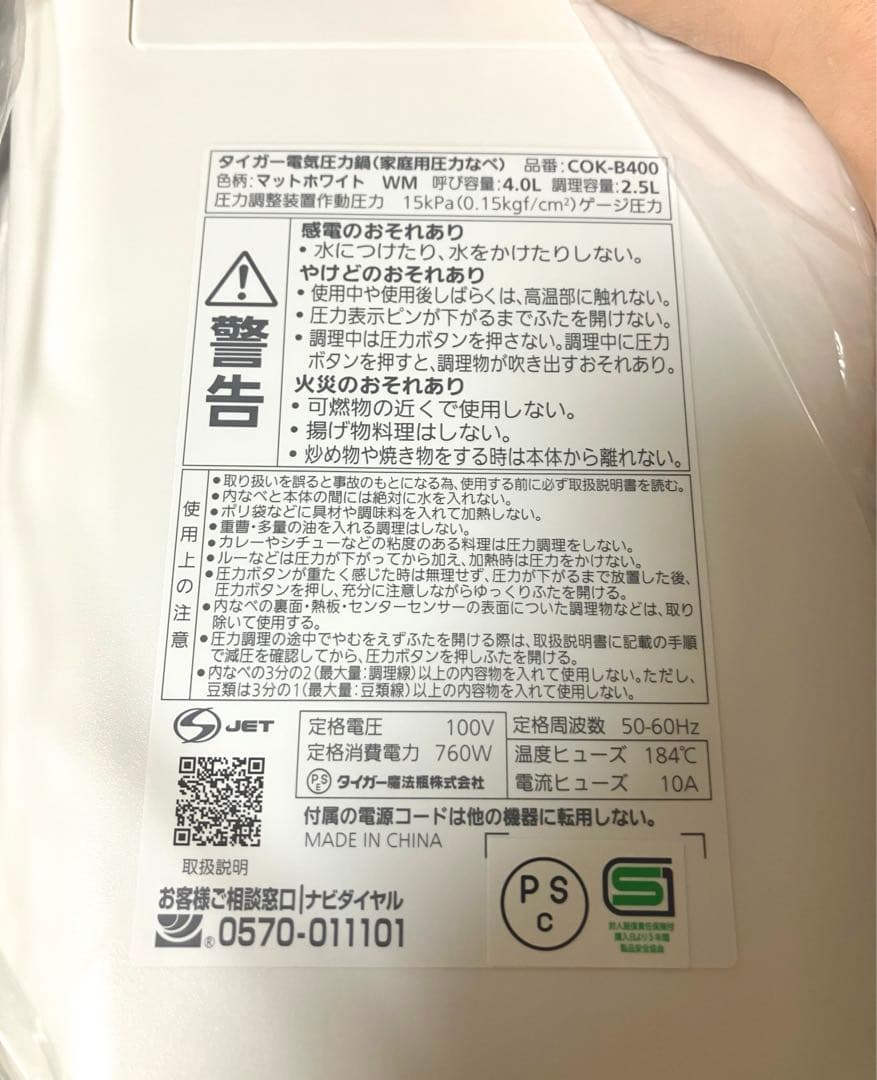 タイガー電気圧力鍋(家庭用圧力なべ) 品番:COK-B400
色柄:マットホワイト WM 呼び容量:4.0L 調理容量:2.5L
圧力調整装置作動圧力 15kPa(0.15kgf/cm²)ゲージ圧力
警告
感電のおそれあり
・水につけたり、水をかけたりしない。
やけどのおそれあり
・使用中や使用後しばらくは、高温部に触れない。
・圧力表示ピンが下がるまでふたを開けない。
・調理中は圧力ボタンを押さない。調理中に圧力
ボタンを押すと、調理物が吹き出すおそれあり。
火災のおそれあり
・可燃物の近くで使用しない。
・揚げ物料理はしない。
・炒め物や焼き物をする時は本体から離れない。
使用上の注意
●取り扱いを誤ると事故のもとになる為、使用する前に必ず取扱説明書を読む。
●内なべと本体の間には絶対に水を入れない。
●ポリ袋などに具材や調味料を入れて加熱しない。
●重曹・多量の油を入れる調理はしない。
●カレーやシチューなどの粘度のある料理は圧力調理をしない。
●ルーなどは圧力が下がってから加え、加熱時は圧力をかけない。
●圧力ボタンが重たく感じた時は無理せず、圧力が下がるまで放置した後、
圧力ボタンを押し、充分に注意しながらゆっくりふたを開ける。
●内なべの裏面・熱板・センターセンサーの表面についた調理物などは、取り
除いて使用する。
●圧力調理の途中でやむをえずふたを開ける際は、取扱説明書に記載の手順
で減圧を確認してから、圧力ボタンを押しふたを開ける。
●内なべの3分の2(最大量:調理線)以上の内容物を入れて使用しない。ただし、
豆類は3分の1(最大量:豆類線)以上の内容物を入れて使用しない。
JET
定格電圧 100V 定格周波数 50-60Hz
定格消費電力 760W 温度ヒューズ 184℃
PSE タイガー魔法瓶株式会社 電流ヒューズ 10A
付属の電源コードは他の機器に転用しない。
MADE IN CHINA
取扱説明
お客様ご相談窓口|ナビダイヤル
® 0570-011101
PS
C
対人賠償責任保険付
購入日より5年間
製品安全協会